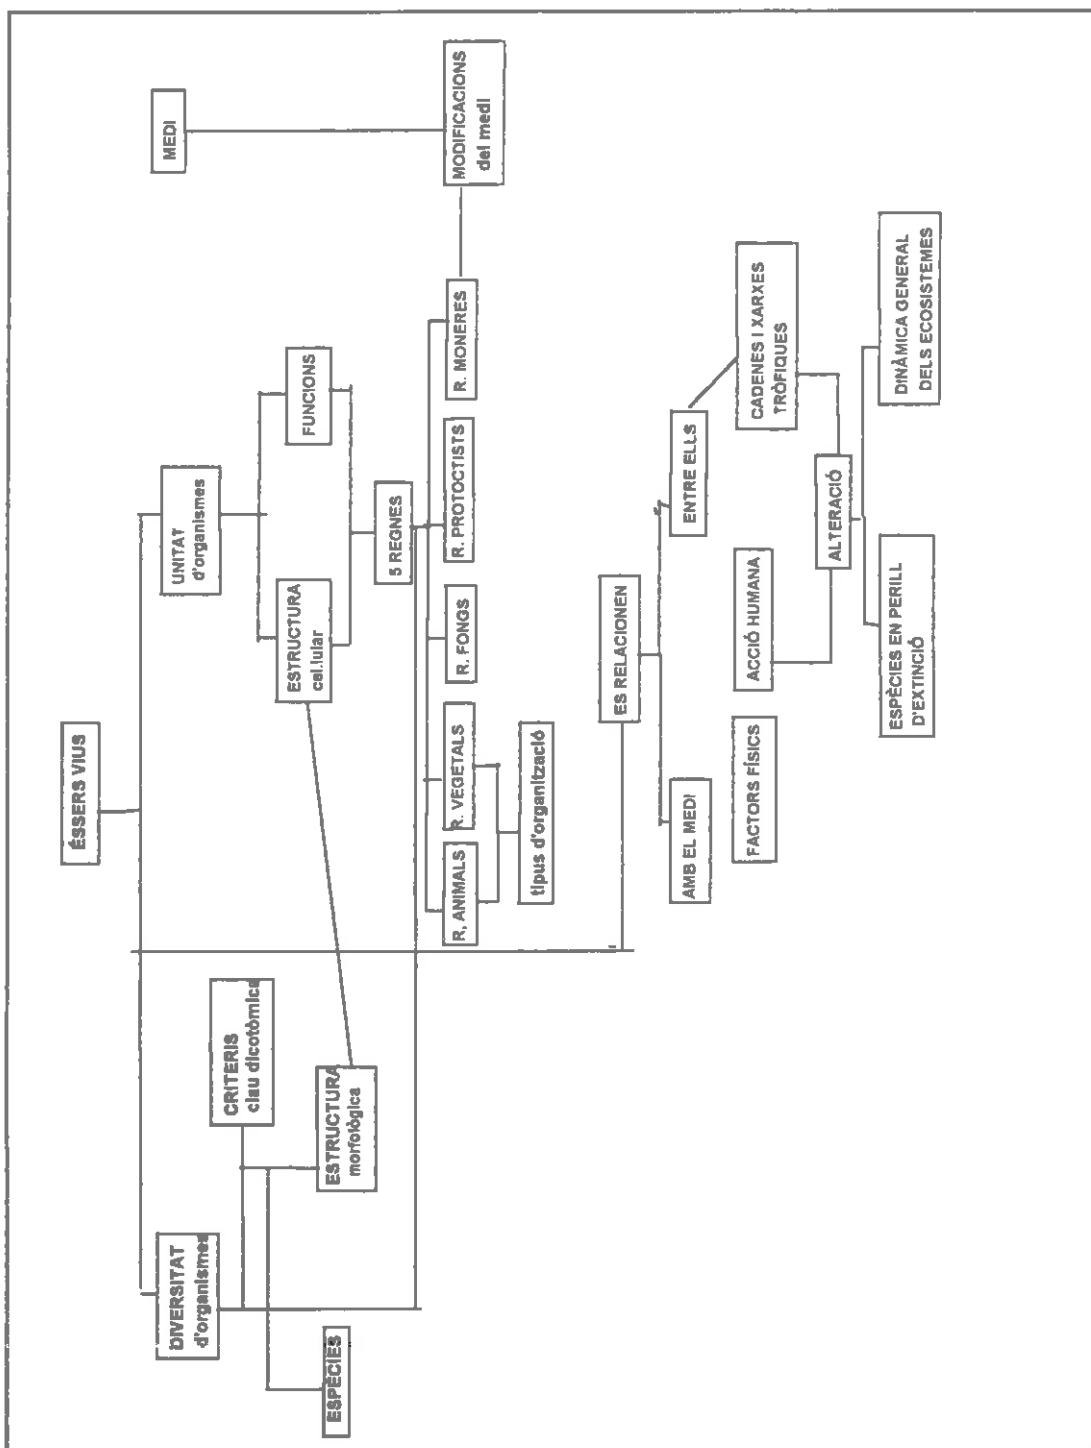 ÉSSERS VIUS
MEDI
DIVERSITAT
d'organismes
UNITAT
d'organismes
CRITERIS
clau dicotòmica
ESTRUCTURA
cel.lular
FUNCIONS
ESPÈCIES
ESTRUCTURA
morfològica
5 REGNES
R, ANIMALS
R. VEGETALS
R. FONGS
R. PROTOCTISTS
R. MONERES
MODIFICACIONS
del medi
tipus d'organització
ES RELACIONEN
AMB EL MEDI
ENTRE ELLS
FACTORS FÍSICS
ACCIÓ HUMANA
CADENES I XARXES
TRÒFIQUES
ALTERACIÓ
ESPÈCIES EN PERILL
D'EXTINCIÓ
DINÀMICA GENERAL
DELS ECOSISTEMES